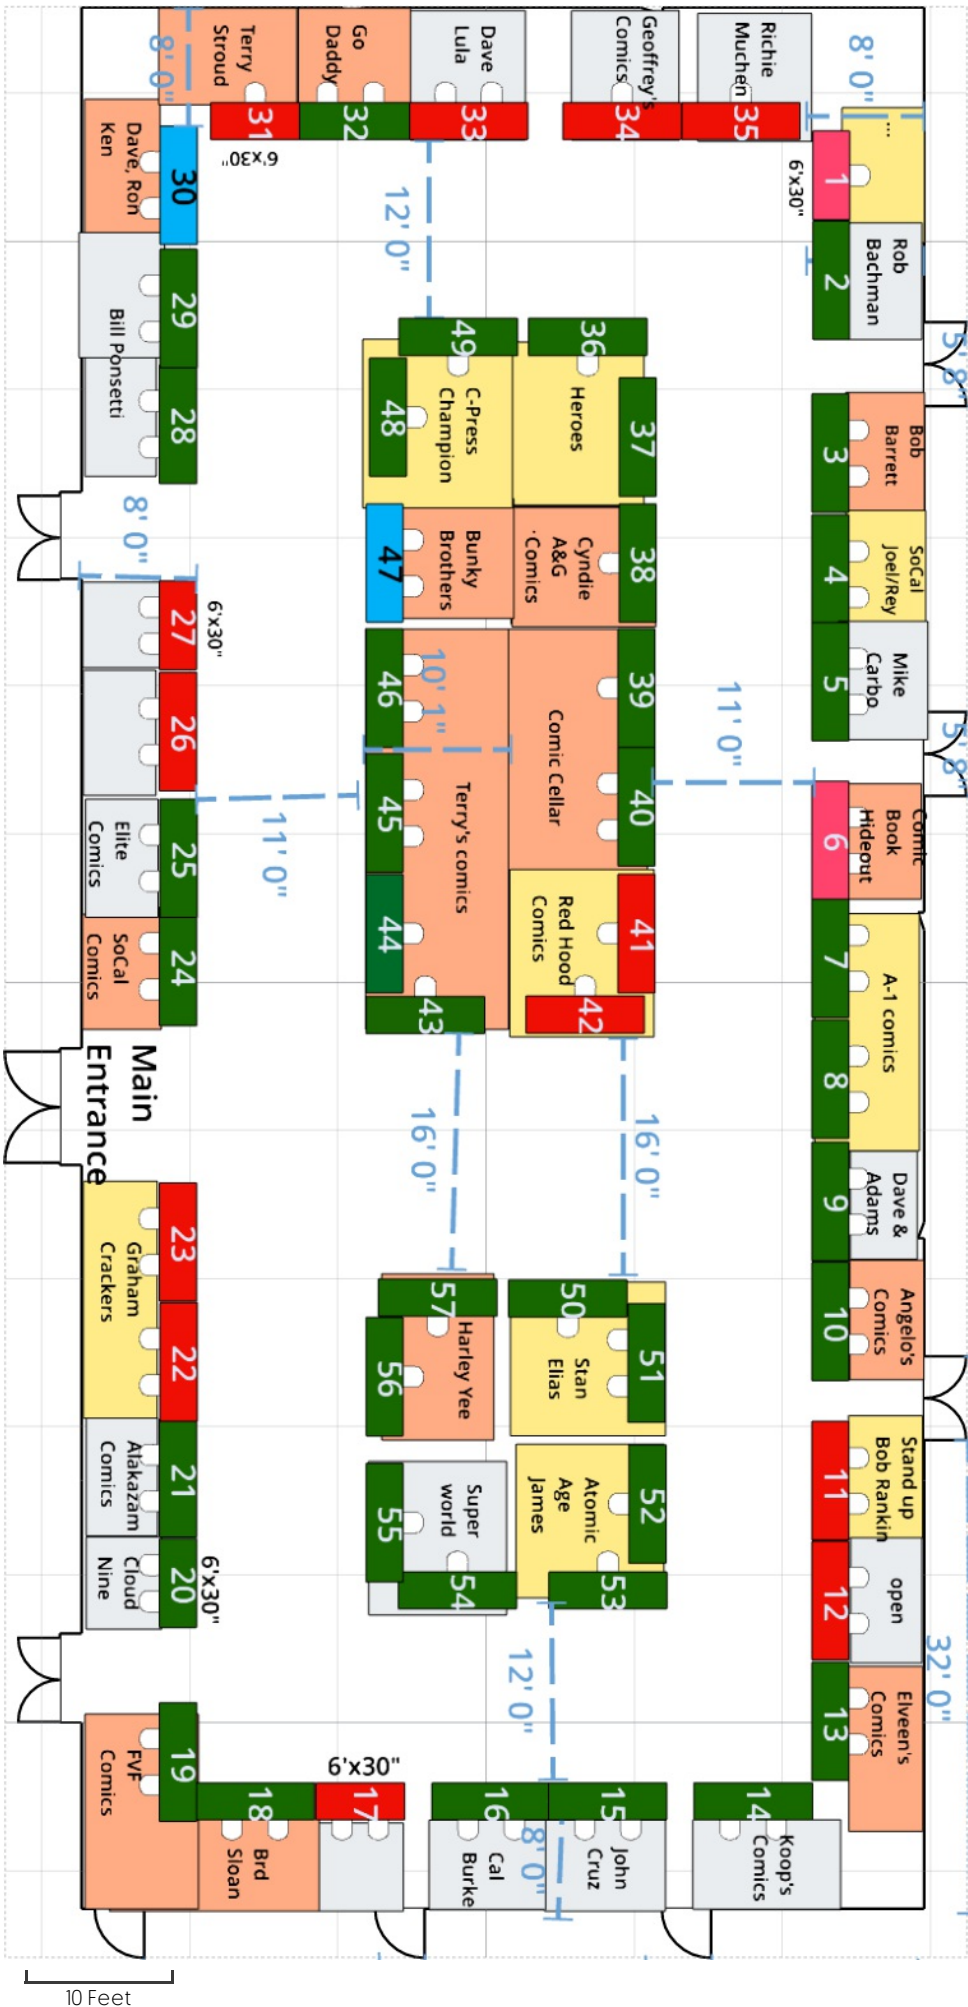 8' 0"
Terry
Stroud
Go
Daddy
Dave
Lula
Geoffrey's
Comics
Richie
Muchen
8' 0"
31
32
33
34
35
6'x30"
...
1
6'x30"
Rob
Bachman
2
5' 8"
Dave, Ron
Ken
30
29
Bill Ponsetti
28
8' 0"
12' 0"
49
36
C-Press
Champion
48
Heroes
37
Bob
Barrett
3
SoCal
Joel/Rey
4
Mike
Carbo
5
5' 8"
Bunky
Brothers
47
Cyndie
A&G
Comics
38
27
6'x30"
26
Elite
Comics
25
SoCal
Comics
24
11' 0"
46
10' 1"
45
Terry's comics
44
43
Comic Cellar
39
40
Red Hood
Comics
41
42
11' 0"
Comic
Book
Hideout
6
A-1 comics
7
8
Dave &
Adams
9
Angelo's
Comics
10
Main
Entrance
16' 0"
16' 0"
23
Graham
Crackers
22
Alakazam
Comics
21
Cloud
Nine
20
6'x30"
57
Harley Yee
56
50
Stan
Elias
51
Super
world
55
54
Atomic
Age
James
52
53
Stand up
Bob Rankin
11
open
12
Elveen's
Comics
13
32' 0"
12' 0"
FVF
Comics
19
18
Brd
Sloan
6'x30"
17
16
Cal
Burke
8' 0"
15
John
Cruz
14
Koop's
Comics
10 Feet